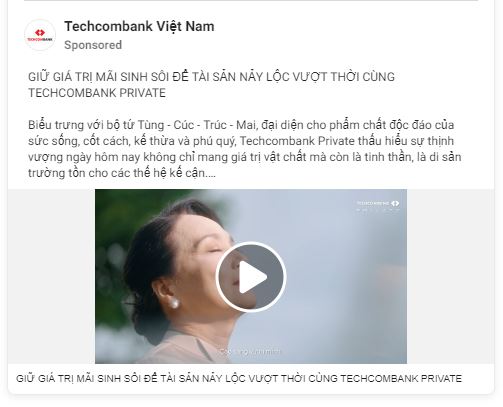 Techcombank Việt Nam
TECHCOMBANK
Sponsored
GIỮ GIÁ TRỊ MÃI SINH SÔI ĐỂ TÀI SẢN NẢY LỘC VƯỢT THỜI CÙNG
TECHCOMBANK PRIVATE
Biểu trưng với bộ tứ Tùng - Cúc - Trúc - Mai, đại diện cho phẩm chất độc đáo của
sức sống, cốt cách, kế thừa và phú quý, Techcombank Private thấu hiểu sự thịnh
vượng ngày hôm nay không chỉ mang giá trị vật chất mà còn là tinh thần, là di sản
trường tồn cho các thế hệ kế cận....
TECHCOMBANK
GIỮ GIÁ TRỊ MÃI SINH SÔI ĐỂ TÀI SẢN NẢY LỘC VƯỢT THỜI CÙNG TECHCOMBANK PRIVATE